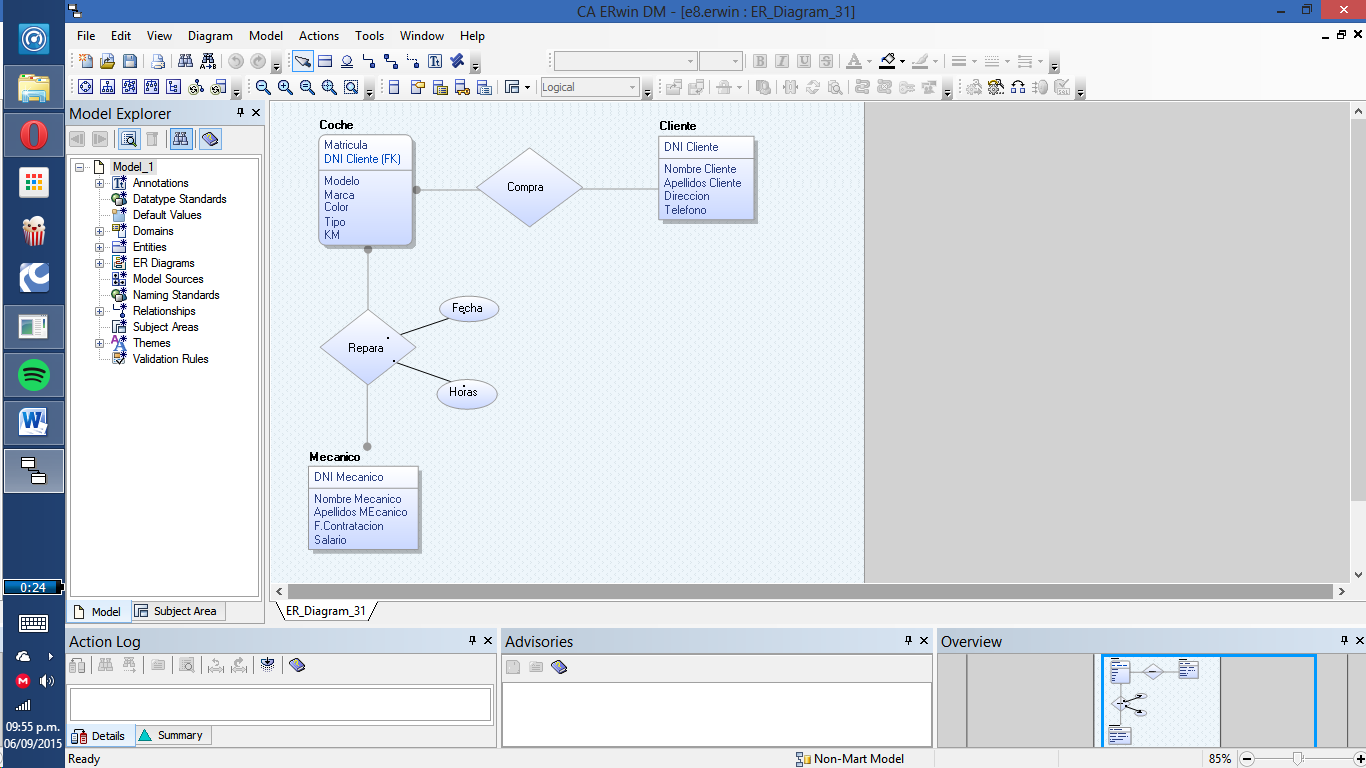 CA ERwin DM - [e8.erwin : ER_Diagram_31]
File Edit View Diagram Model Actions Tools Window Help
A→B
Tt
B I U S A
Logical
Model Explorer
Model_1
Annotations
Datatype Standards
Default Values
Domains
Entities
ER Diagrams
Model Sources
Naming Standards
Relationships
Subject Areas
Themes
Validation Rules
Model Subject Area
Coche
Matricula
DNI Cliente (FK)
Modelo
Marca
Color
Tipo
KM
Compra
Cliente
DNI Cliente
Nombre Cliente
Apellidos Cliente
Direccion
Telefono
Repara
Fecha
Horas
Mecanico
DNI Mecanico
Nombre Mecanico
Apellidos MEcanico
F.Contratacion
Salario
ER_Diagram_31
Action Log
Details Summary
Advisories
Overview
0:24
09:55 p.m.
06/09/2015
Ready
Non-Mart Model
85%